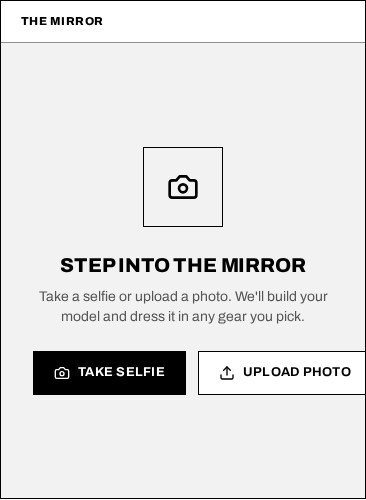 THE MIRROR
STEP INTO THE MIRROR
Take a selfie or upload a photo. We'll build your
model and dress it in any gear you pick.
TAKE SELFIE
UPLOAD PHOTO